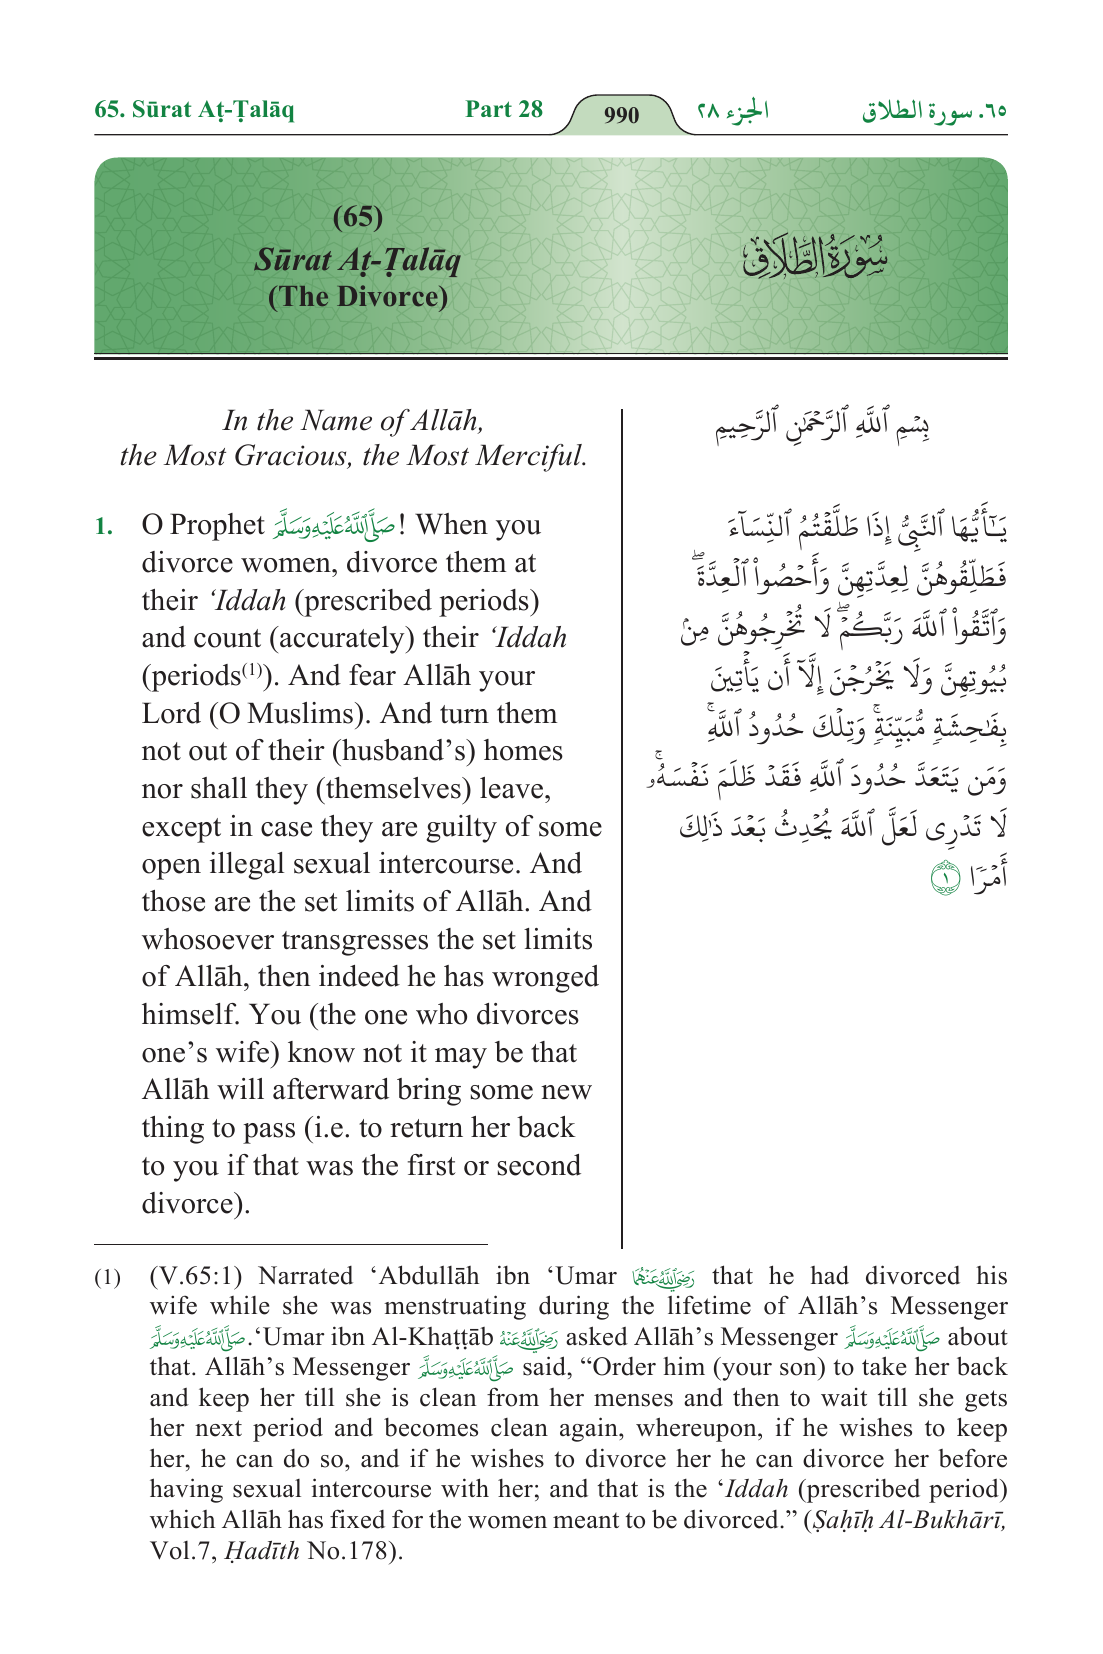 65. Sūrat Aṭ-Ṭalāq Part 28 990 الجزء ٢٨ ٦٥. سورة الطلاق
(65)
Sūrat Aṭ-Ṭalāq
(The Divorce)
سُورَةُ الطَّلَاقِ
In the Name of Allāh,
the Most Gracious, the Most Merciful.
1. O Prophet صَلَّى اللَّهُ عَلَيْهِ وَسَلَّمَ! When you
divorce women, divorce them at
their ‘Iddah (prescribed periods)
and count (accurately) their ‘Iddah
(periods(1)). And fear Allāh your
Lord (O Muslims). And turn them
not out of their (husband’s) homes
nor shall they (themselves) leave,
except in case they are guilty of some
open illegal sexual intercourse. And
those are the set limits of Allāh. And
whosoever transgresses the set limits
of Allāh, then indeed he has wronged
himself. You (the one who divorces
one’s wife) know not it may be that
Allāh will afterward bring some new
thing to pass (i.e. to return her back
to you if that was the first or second
divorce).
بِسۡمِ ٱللَّهِ ٱلرَّحۡمَٰنِ ٱلرَّحِيمِ
يَـٰٓأَيُّهَا ٱلنَّبِيُّ إِذَا طَلَّقۡتُمُ ٱلنِّسَآءَ
فَطَلِّقُوهُنَّ لِعِدَّتِهِنَّ وَأَحۡصُواْ ٱلۡعِدَّةَۖ
وَٱتَّقُواْ ٱللَّهَ رَبَّكُمۡۖ لَا تُخۡرِجُوهُنَّ مِنۢ
بُيُوتِهِنَّ وَلَا يَخۡرُجۡنَ إِلَّآ أَن يَأۡتِينَ
بِفَٰحِشَةٖ مُّبَيِّنَةٖۚ وَتِلۡكَ حُدُودُ ٱللَّهِۚ
وَمَن يَتَعَدَّ حُدُودَ ٱللَّهِ فَقَدۡ ظَلَمَ نَفۡسَهُۥۚ
لَا تَدۡرِى لَعَلَّ ٱللَّهَ يُحۡدِثُ بَعۡدَ ذَٰلِكَ
أَمۡرٗا ١
(1) (V.65:1) Narrated ‘Abdullāh ibn ‘Umar رَضِيَ اللَّهُ عَنْهُمَا that he had divorced his
wife while she was menstruating during the lifetime of Allāh’s Messenger
صَلَّى اللَّهُ عَلَيْهِ وَسَلَّمَ. ‘Umar ibn Al-Khaṭṭāb رَضِيَ اللَّهُ عَنْهُ asked Allāh’s Messenger صَلَّى اللَّهُ عَلَيْهِ وَسَلَّمَ about
that. Allāh’s Messenger صَلَّى اللَّهُ عَلَيْهِ وَسَلَّمَ said, “Order him (your son) to take her back
and keep her till she is clean from her menses and then to wait till she gets
her next period and becomes clean again, whereupon, if he wishes to keep
her, he can do so, and if he wishes to divorce her he can divorce her before
having sexual intercourse with her; and that is the ‘Iddah (prescribed period)
which Allāh has fixed for the women meant to be divorced.” (Ṣaḥīḥ Al-Bukhārī,
Vol.7, Ḥadīth No.178).